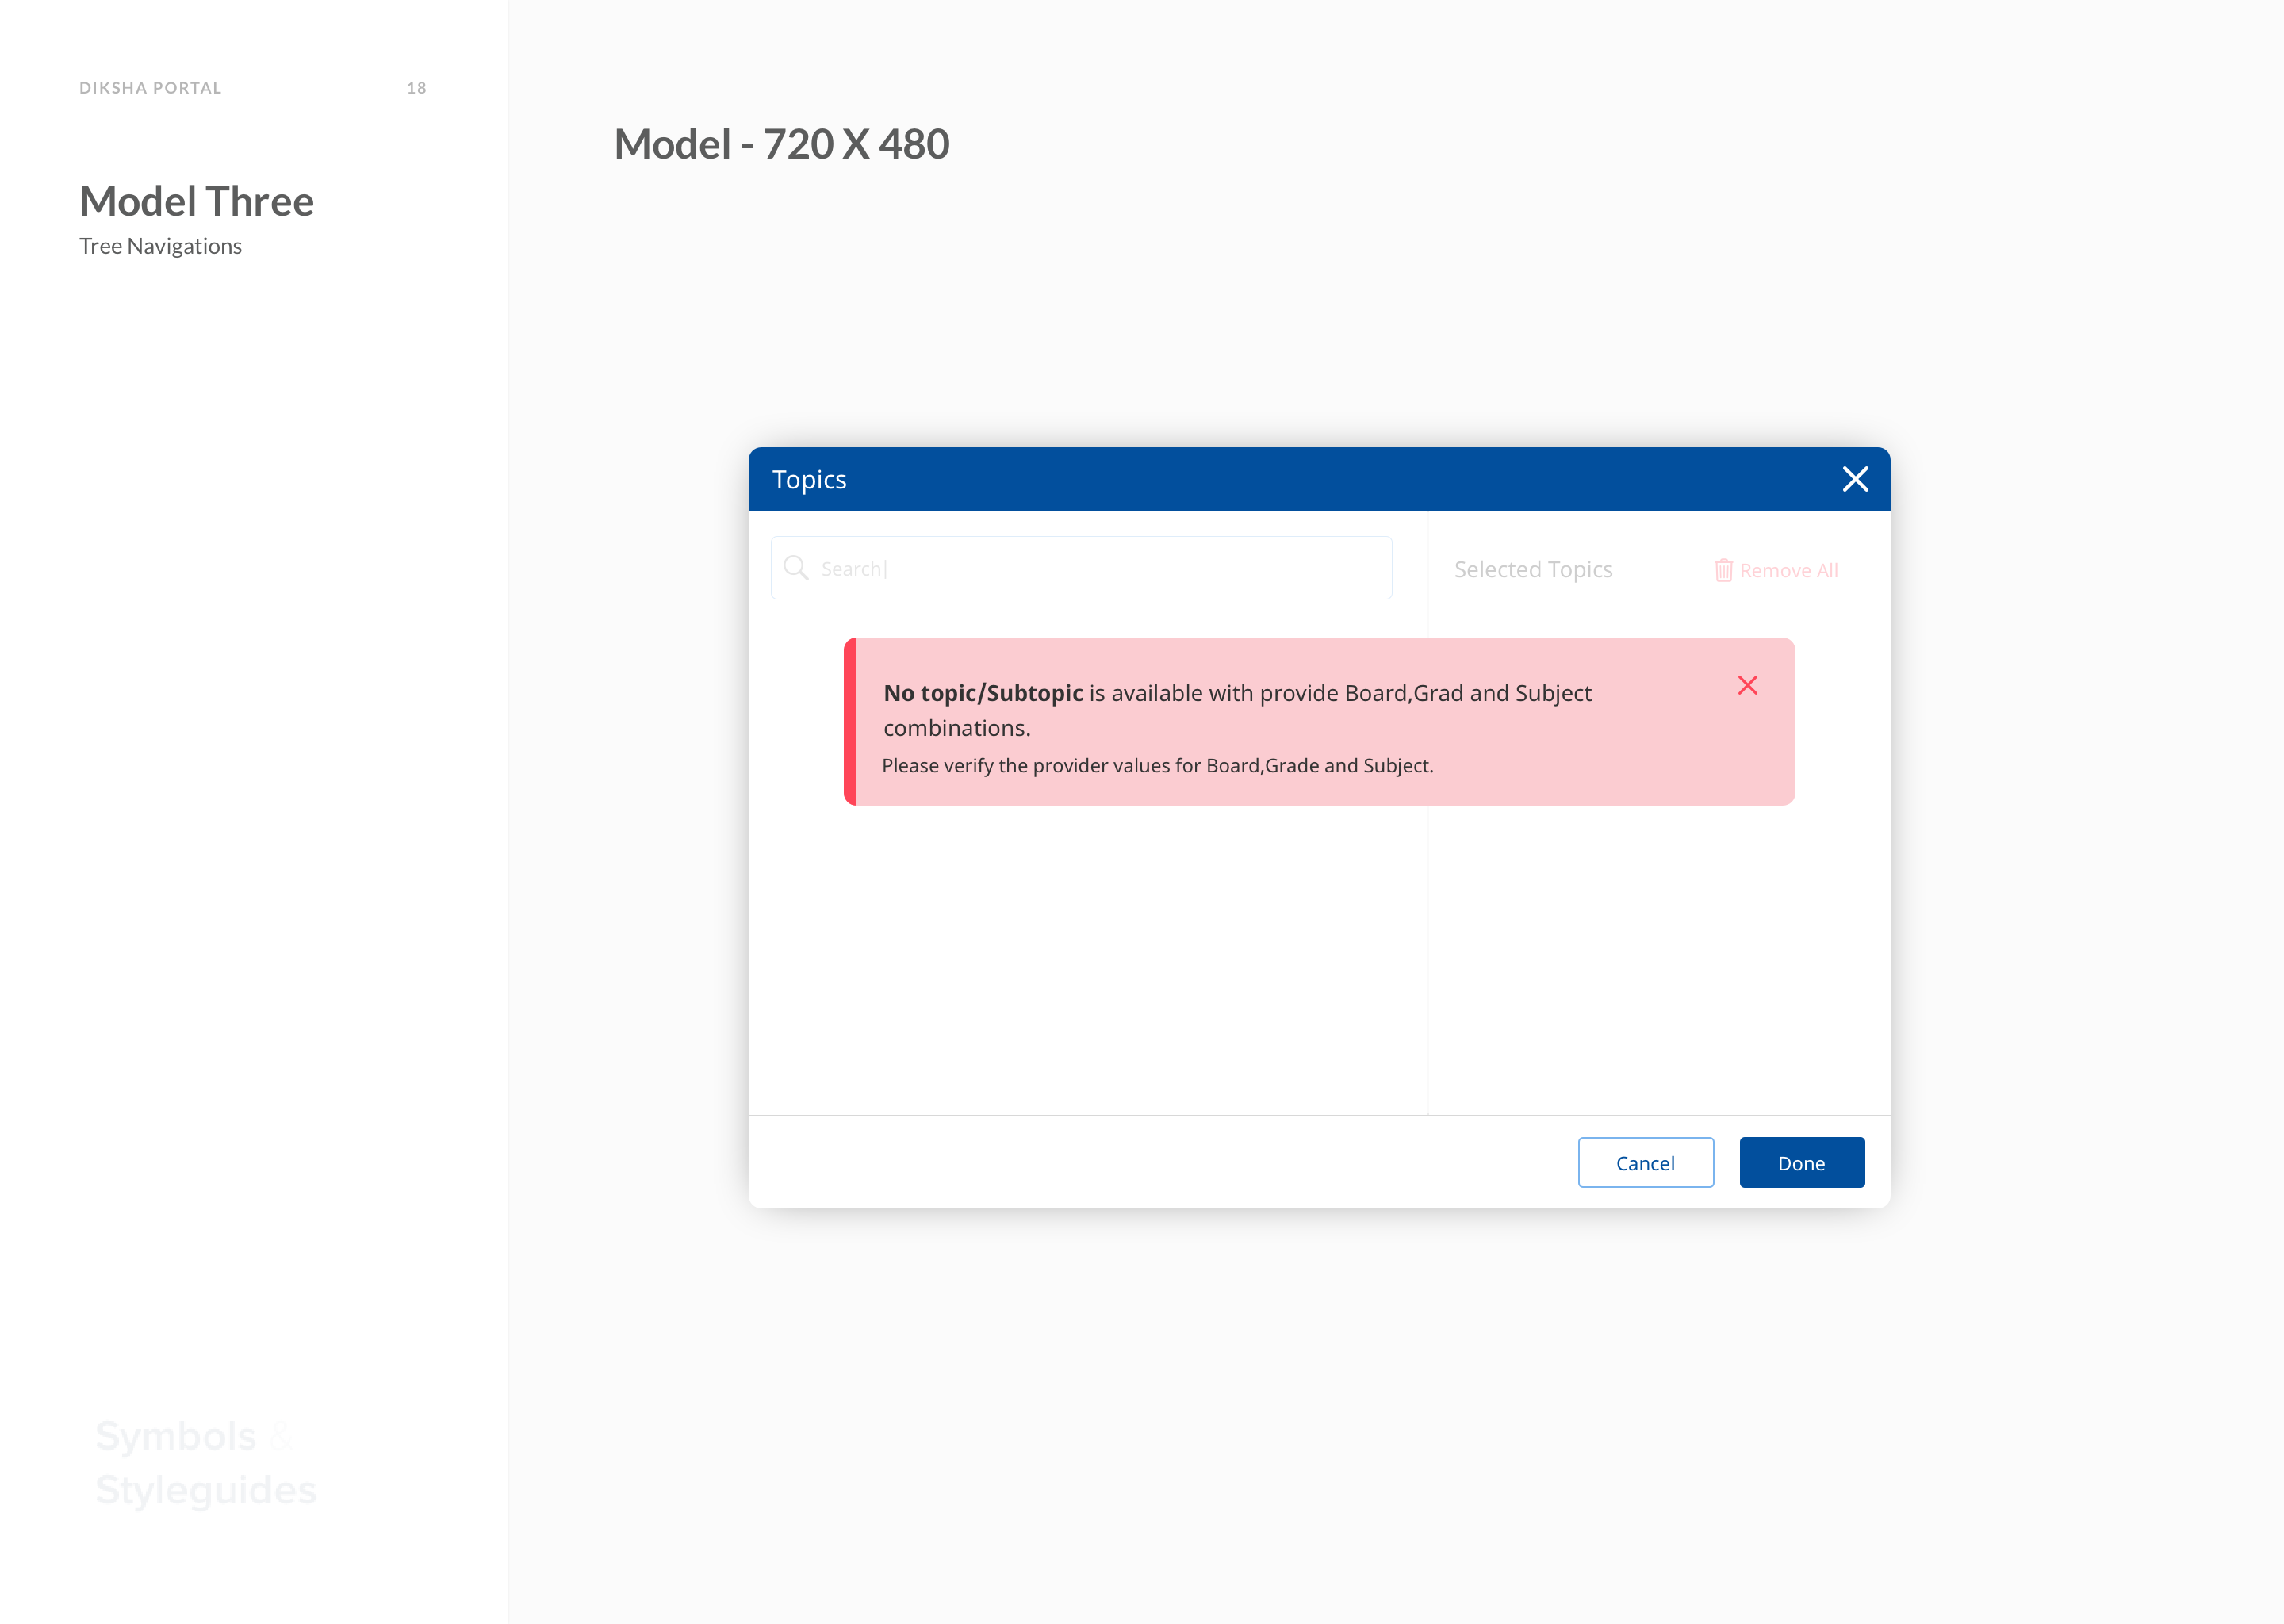 DIKSHA PORTAL 18
Model Three
Tree Navigations
Model - 720 X 480
Topics
Search|
Selected Topics
Remove All
No topic/Subtopic is available with provide Board,Grad and Subject
combinations.
Please verify the provider values for Board,Grade and Subject.
Cancel
Done
Symbols &
Styleguides